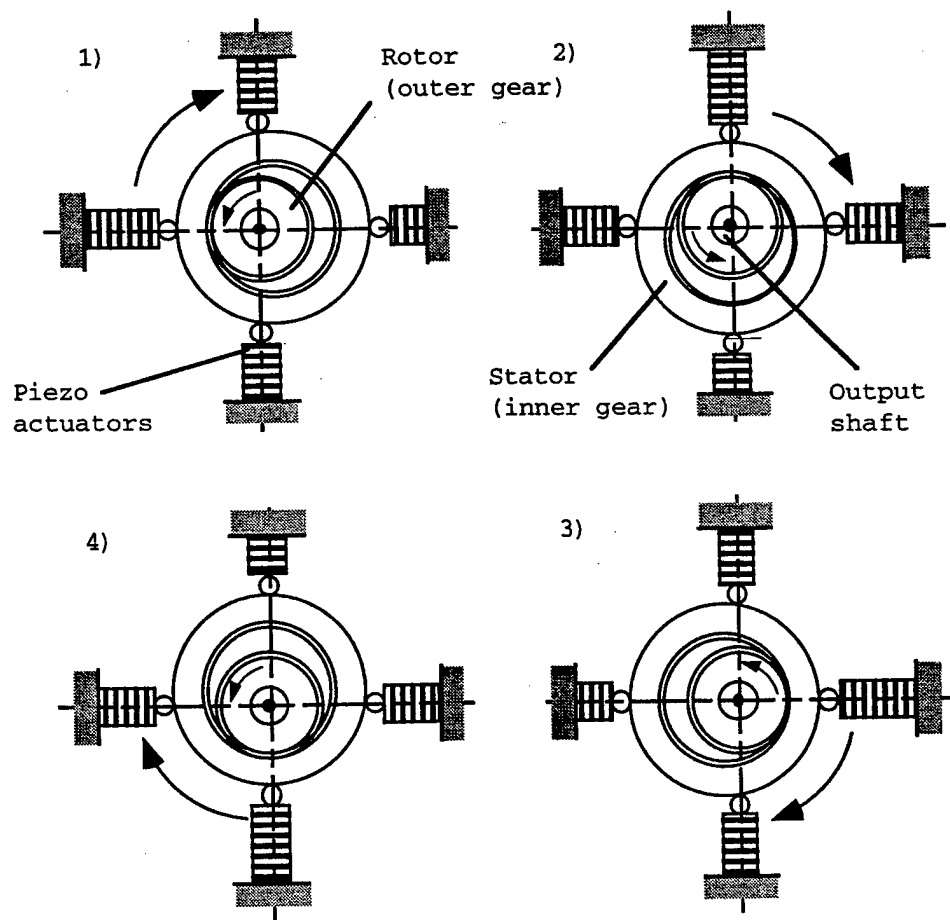 1)
Rotor
(outer gear)
2)
Piezo
actuators
Stator
(inner gear)
Output
shaft
4)
3)